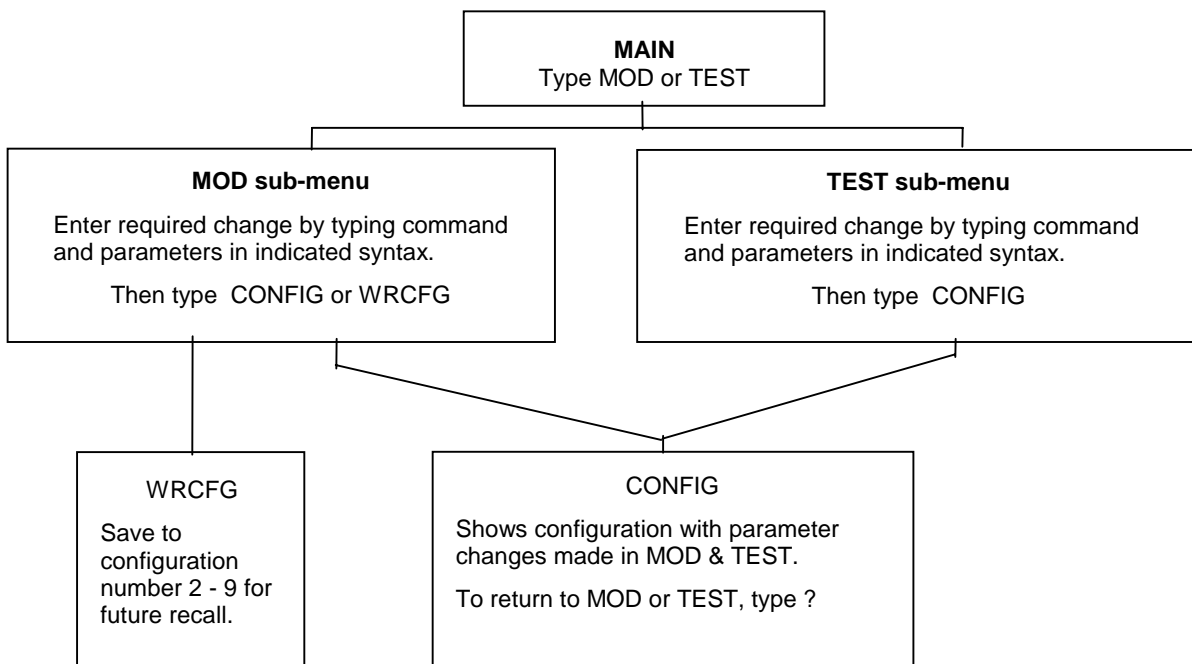 MAIN
Type MOD or TEST
MOD sub-menu
Enter required change by typing command
and parameters in indicated syntax.
Then type CONFIG or WRCFG
TEST sub-menu
Enter required change by typing command
and parameters in indicated syntax.
Then type CONFIG
WRCFG
Save to
configuration
number 2 - 9 for
future recall.
CONFIG
Shows configuration with parameter
changes made in MOD & TEST.
To return to MOD or TEST, type ?